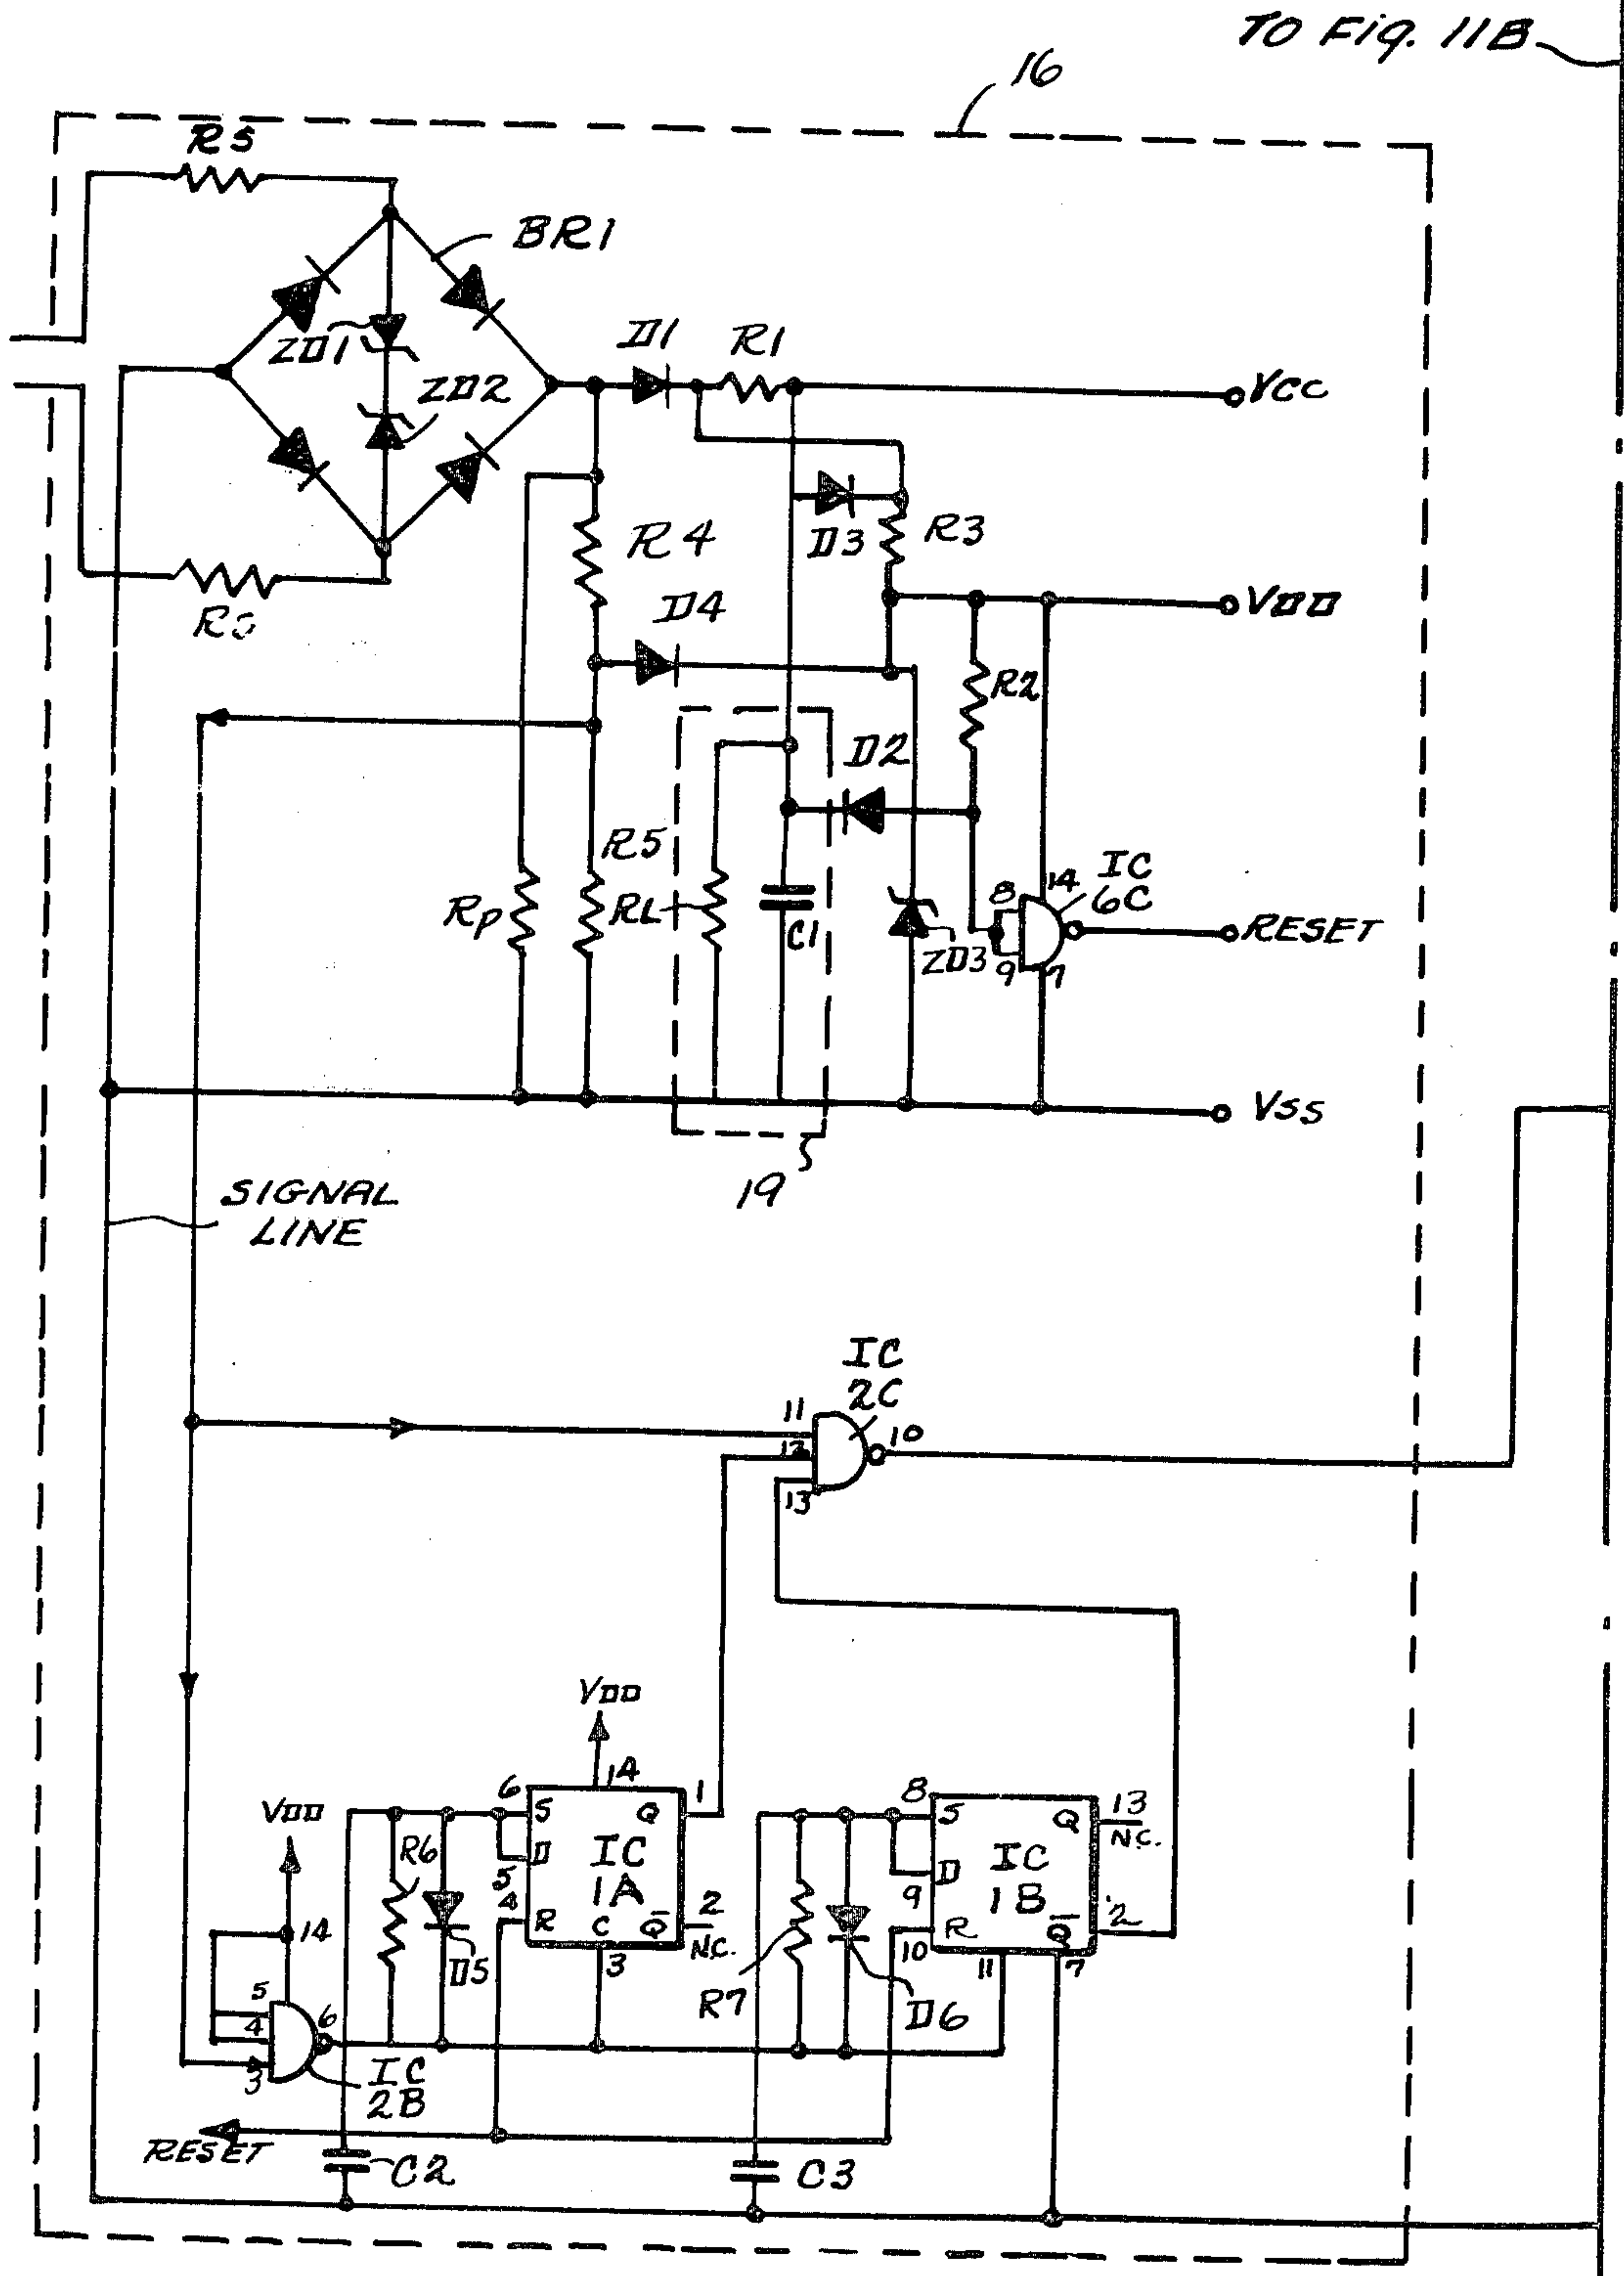 TO Fig. 11B
16
RS
BR1
ZD1
ZD2
D1
R1
VCC
D3
R3
R4
D4
VDD
R2
D2
R5
Rp
RL
C1
ZD3
8
14
IC
6C
9
7
RESET
VSS
19
SIGNAL
LINE
IC
2C
11
12
13
10
VDD
14
6
S
Q
1
5
D
IC
1A
4
R
C
Q̅
2
NC.
3
8
S
Q
13
NC.
D
9
IC
1B
R
10
Q̅
2
11
7
VDD
14
R6
D5
R7
D6
5
4
6
3
IC
2B
RESET
C2
C3